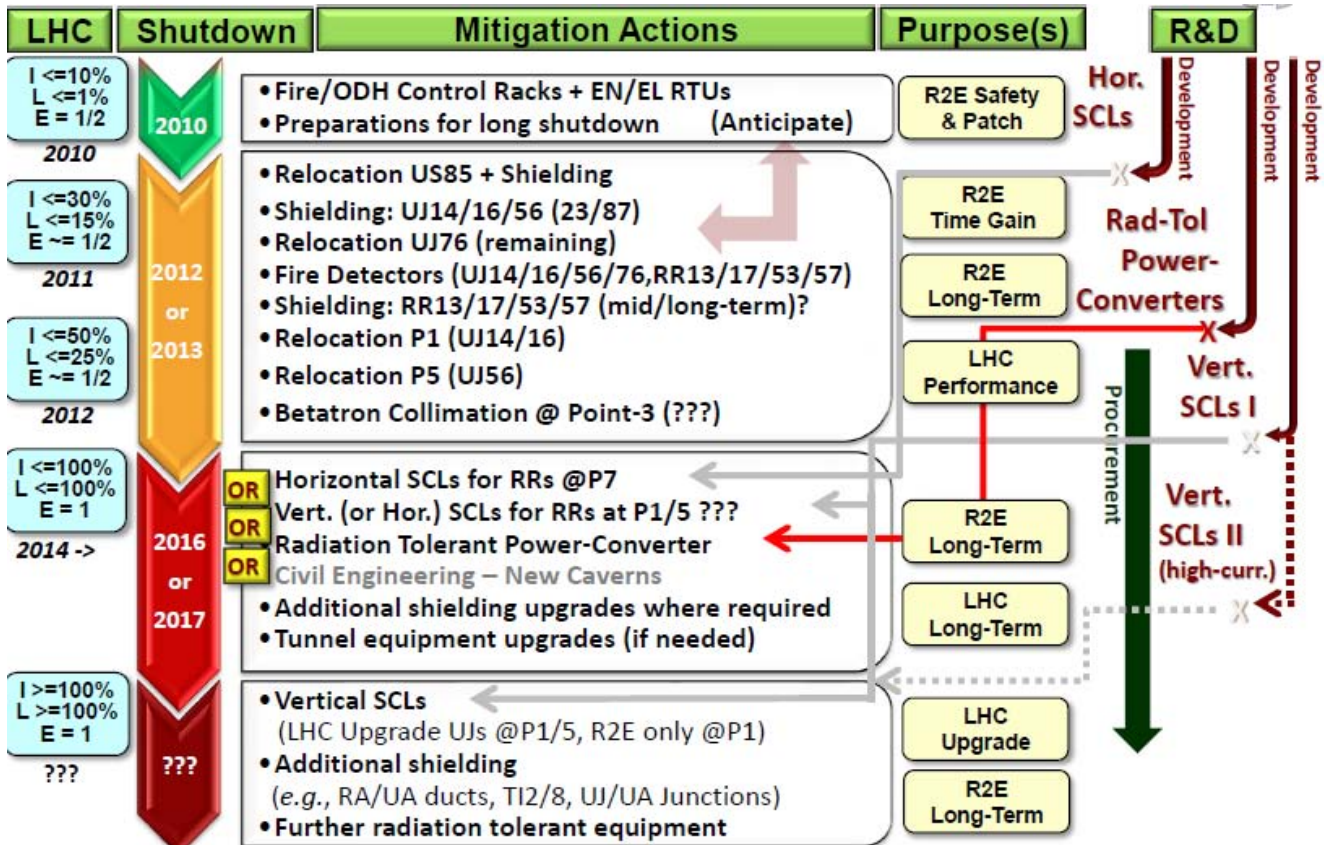 LHC
Shutdown
Mitigation Actions
Purpose(s)
R&D
I <=10%
L <=1%
E = 1/2
2010
I <=30%
L <=15%
E ~= 1/2
2011
I <=50%
L <=25%
E ~= 1/2
2012
I <=100%
L <=100%
E = 1
2014 ->
I >=100%
L >=100%
E = 1
???
2010
2012
or
2013
2016
or
2017
???
•Fire/ODH Control Racks + EN/EL RTUs
•Preparations for long shutdown (Anticipate)
•Relocation US85 + Shielding
•Shielding: UJ14/16/56 (23/87)
•Relocation UJ76 (remaining)
•Fire Detectors (UJ14/16/56/76,RR13/17/53/57)
•Shielding: RR13/17/53/57 (mid/long-term)?
•Relocation P1 (UJ14/16)
•Relocation P5 (UJ56)
•Betatron Collimation @ Point-3 (???)
OR
OR
OR
Horizontal SCLs for RRs @P7
Vert. (or Hor.) SCLs for RRs at P1/5 ???
Radiation Tolerant Power-Converter
Civil Engineering – New Caverns
•Additional shielding upgrades where required
•Tunnel equipment upgrades (if needed)
•Vertical SCLs
(LHC Upgrade UJs @P1/5, R2E only @P1)
•Additional shielding
(e.g., RA/UA ducts, TI2/8, UJ/UA Junctions)
•Further radiation tolerant equipment
R2E Safety
& Patch
R2E
Time Gain
R2E
Long-Term
LHC
Performance
R2E
Long-Term
LHC
Long-Term
LHC
Upgrade
R2E
Long-Term
Hor.
SCLs
Development
Development
Development
X
Rad-Tol
Power-
Converters
X
Vert.
SCLs I
X
Procurement
Vert.
SCLs II
(high-curr.)
X